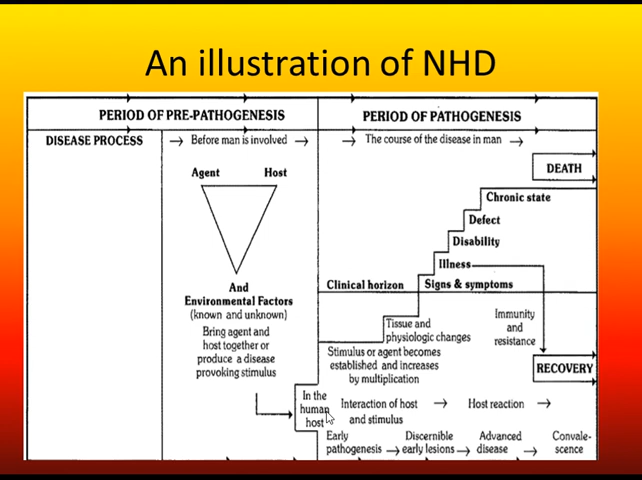 An illustration of NHD
PERIOD OF PRE-PATHOGENESIS
PERIOD OF PATHOGENESIS
DISEASE PROCESS
Before man is involved
The course of the disease in man
DEATH
Agent Host
Chronic state
Defect
Disability
Illness
And
Environmental Factors
(known and unknown)
Bring agent and
host together or
produce a disease
provoking stimulus
Clinical horizon
Signs & symptoms
Tissue and
physiologic changes
Immunity
and
resistance
Stimulus or agent becomes
established and increases
by multiplication
RECOVERY
In the
human
host
Interaction of host
and stimulus
Host reaction
Early
pathogenesis
Discernible
early lesions
Advanced
disease
Convale-
scence